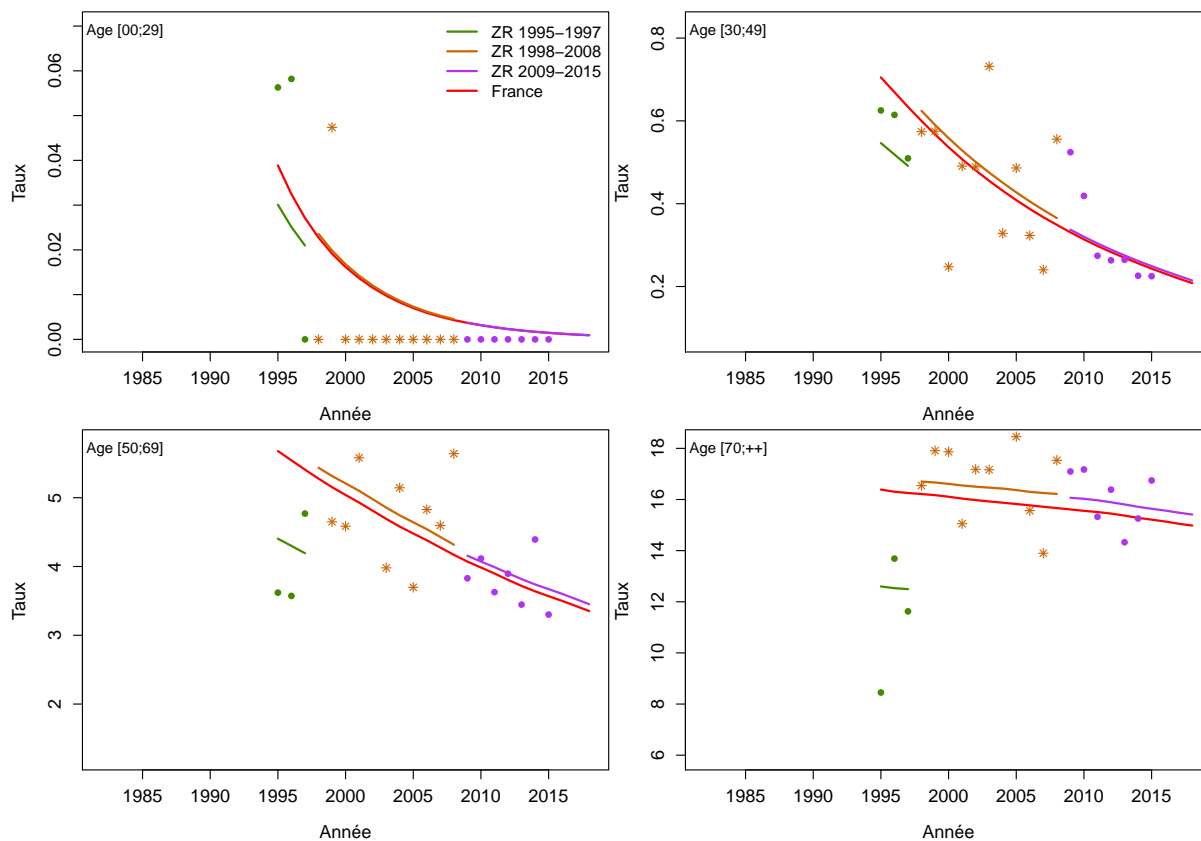 Age [00;29]
ZR 1995−1997
ZR 1998−2008
ZR 2009−2015
France
Taux
0.00
0.02
0.04
0.06
1985 1990 1995 2000 2005 2010 2015
Année
Age [30;49]
Taux
0.2
0.4
0.6
0.8
1985 1990 1995 2000 2005 2010 2015
Année
Age [50;69]
Taux
2
3
4
5
1985 1990 1995 2000 2005 2010 2015
Année
Age [70;++]
Taux
6
8
10
12
14
16
18
1985 1990 1995 2000 2005 2010 2015
Année